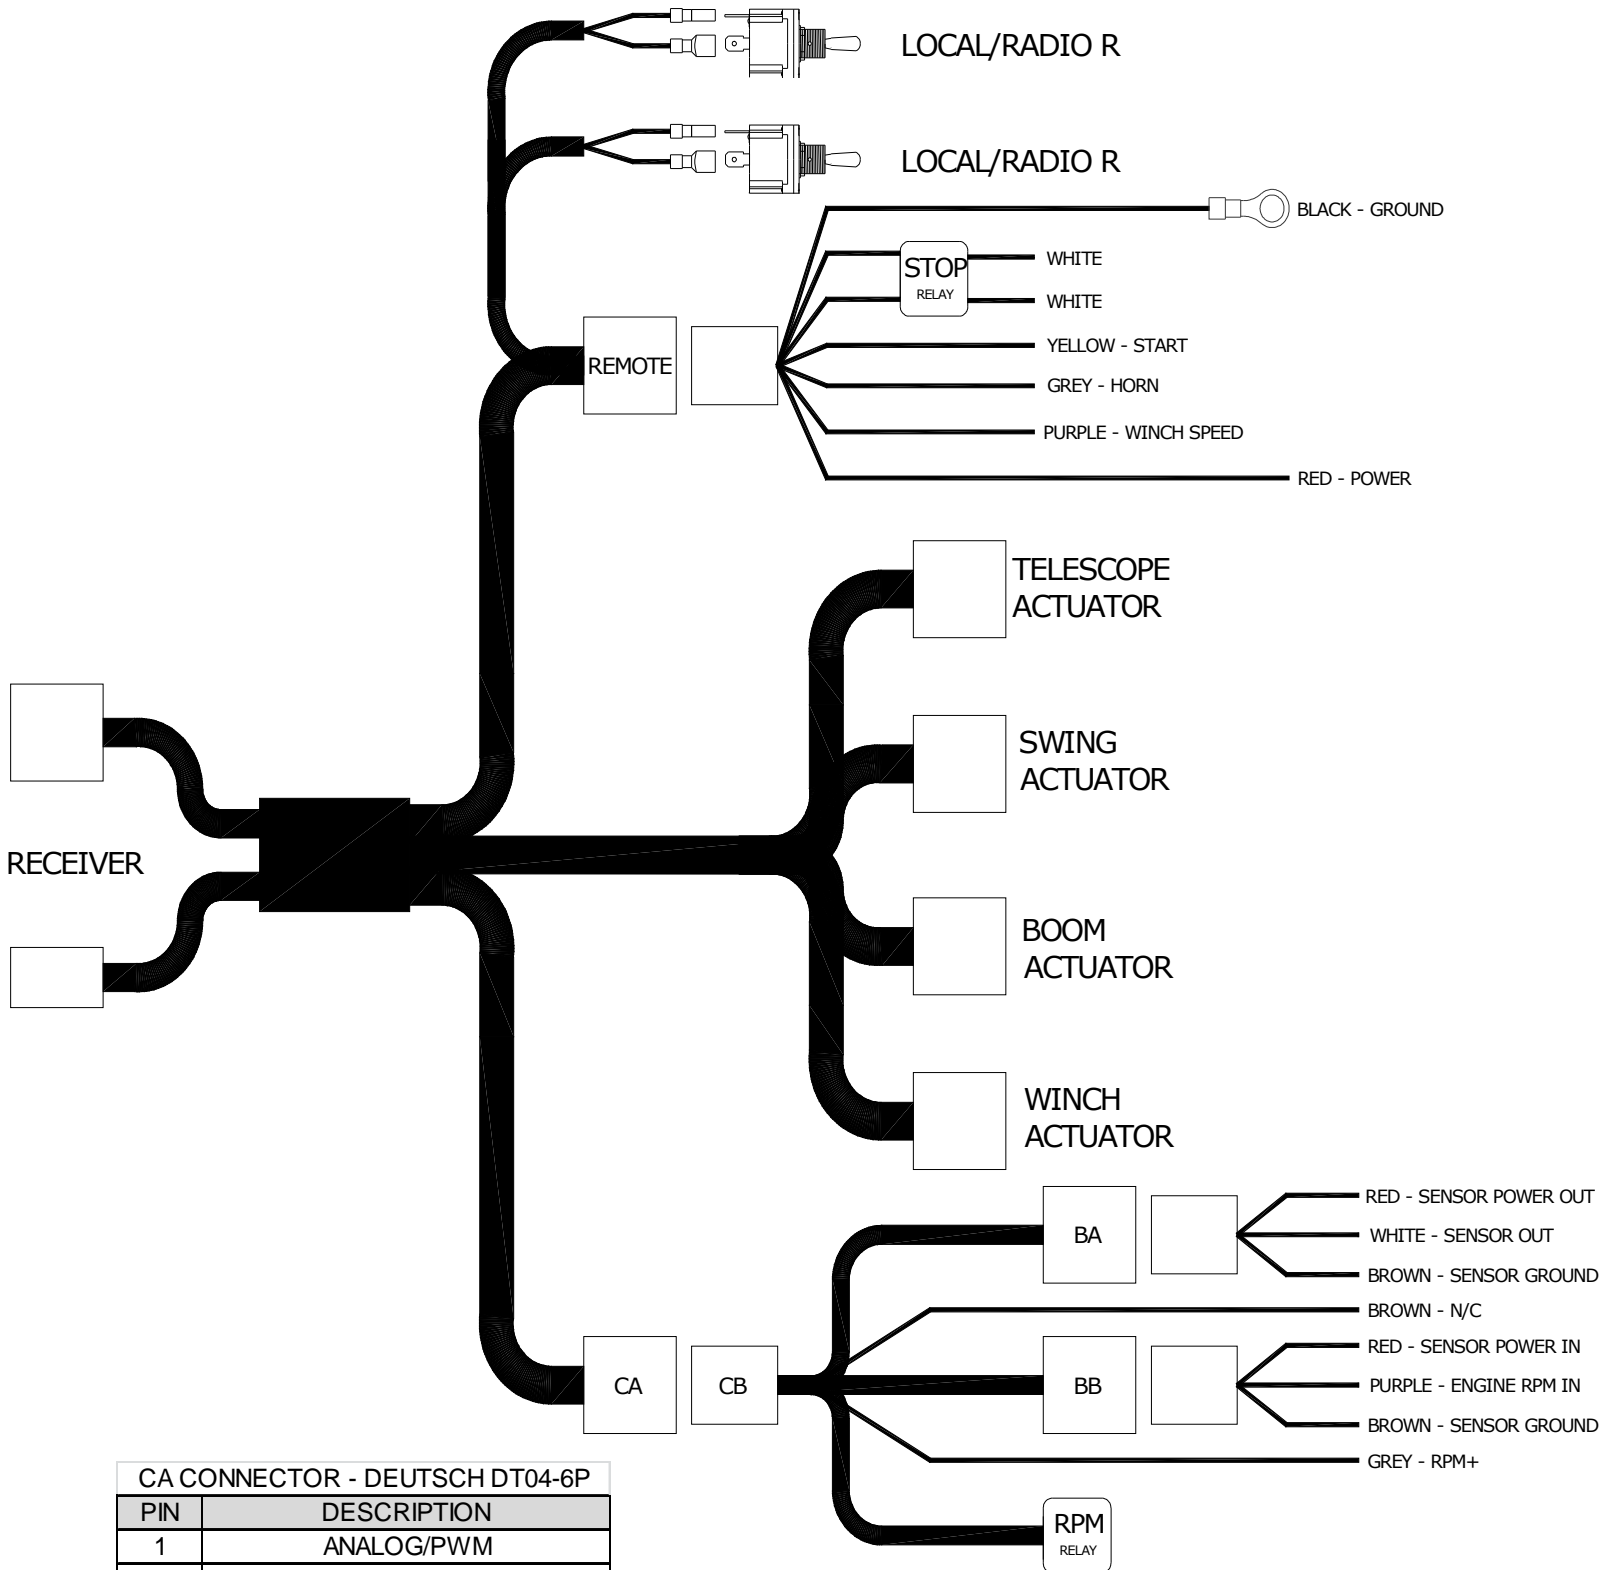 LOCAL/RADIO R
LOCAL/RADIO R
BLACK - GROUND
STOP
RELAY
WHITE
WHITE
YELLOW - START
REMOTE
GREY - HORN
PURPLE - WINCH SPEED
RED - POWER
TELESCOPE
ACTUATOR
SWING
ACTUATOR
RECEIVER
BOOM
ACTUATOR
WINCH
ACTUATOR
BA
RED - SENSOR POWER OUT
WHITE - SENSOR OUT
BROWN - SENSOR GROUND
BROWN - N/C
CA
CB
BB
RED - SENSOR POWER IN
PURPLE - ENGINE RPM IN
BROWN - SENSOR GROUND
GREY - RPM+
RPM
RELAY
CA CONNECTOR - DEUTSCH DT04-6P
PIN DESCRIPTION
1 ANALOG/PWM